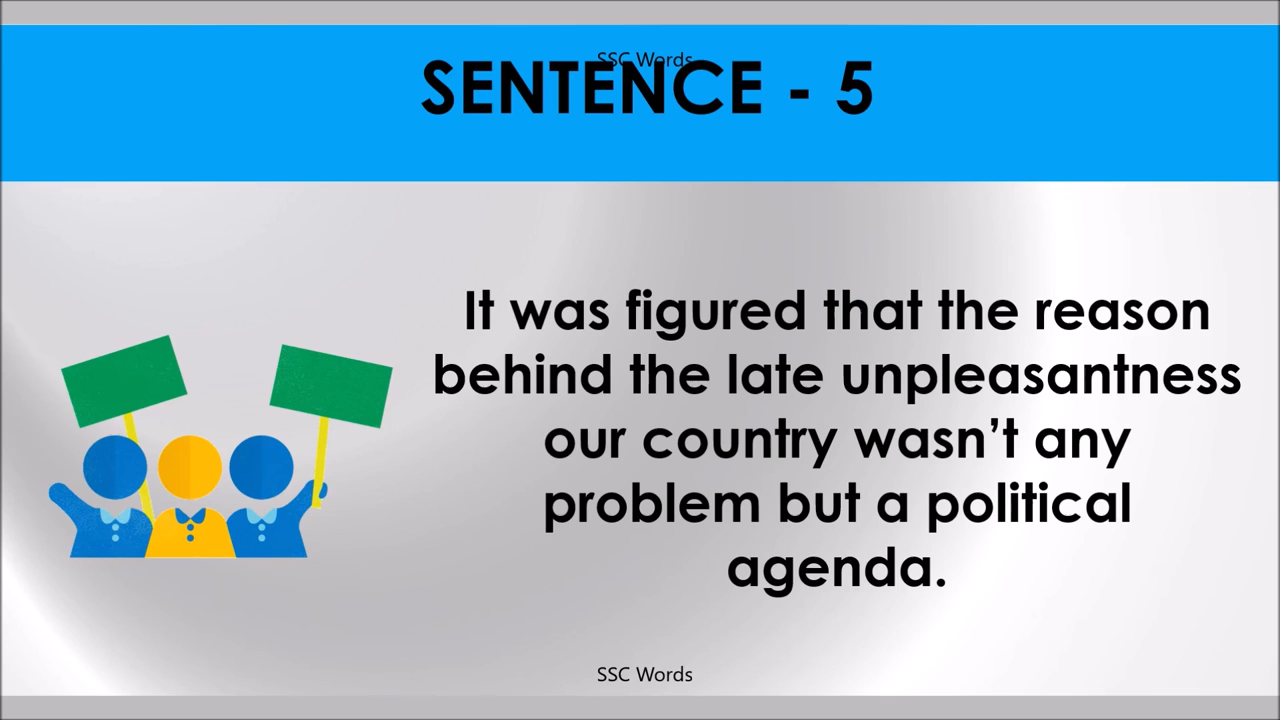 SSC Words
SENTENCE - 5
It was figured that the reason
behind the late unpleasantness
our country wasn’t any
problem but a political
agenda.
SSC Words